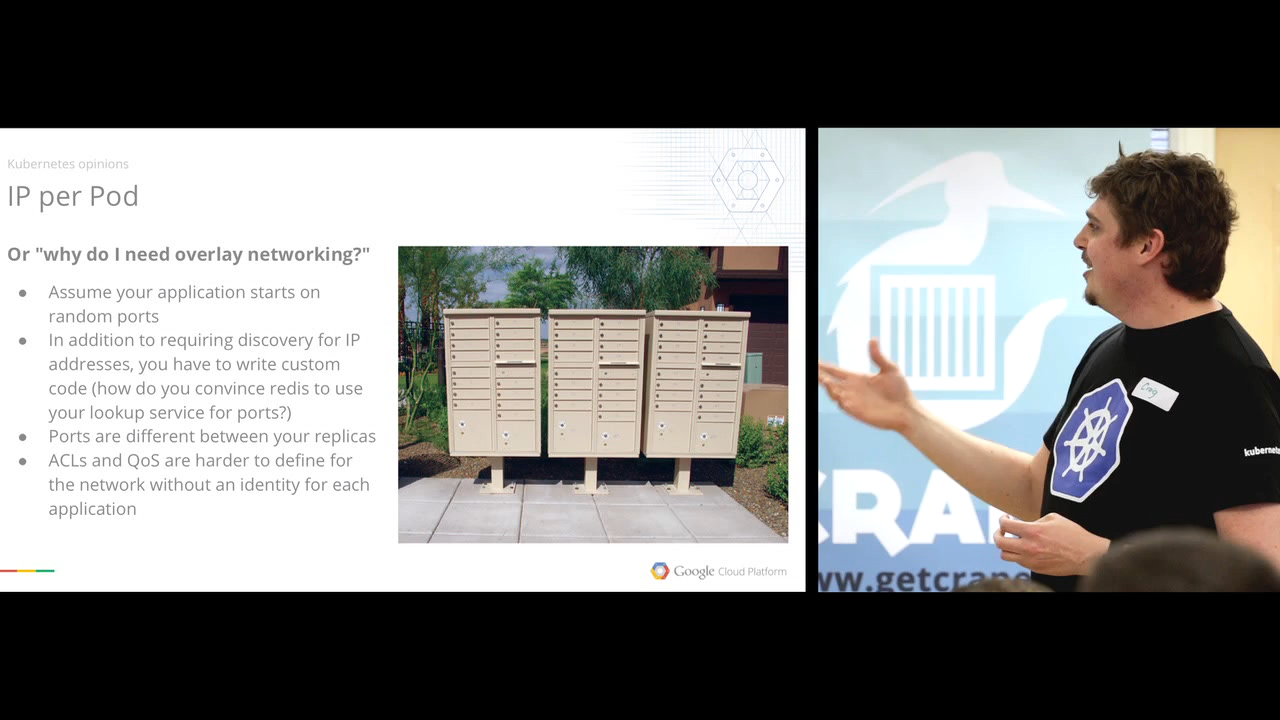 Kubernetes opinions
IP per Pod
Or "why do I need overlay networking?"
● Assume your application starts on
random ports
● In addition to requiring discovery for IP
addresses, you have to write custom
code (how do you convince redis to use
your lookup service for ports?)
● Ports are different between your replicas
● ACLs and QoS are harder to define for
the network without an identity for each
application
Google Cloud Platform
Craig
kubernete
CRA
ww.getcrane